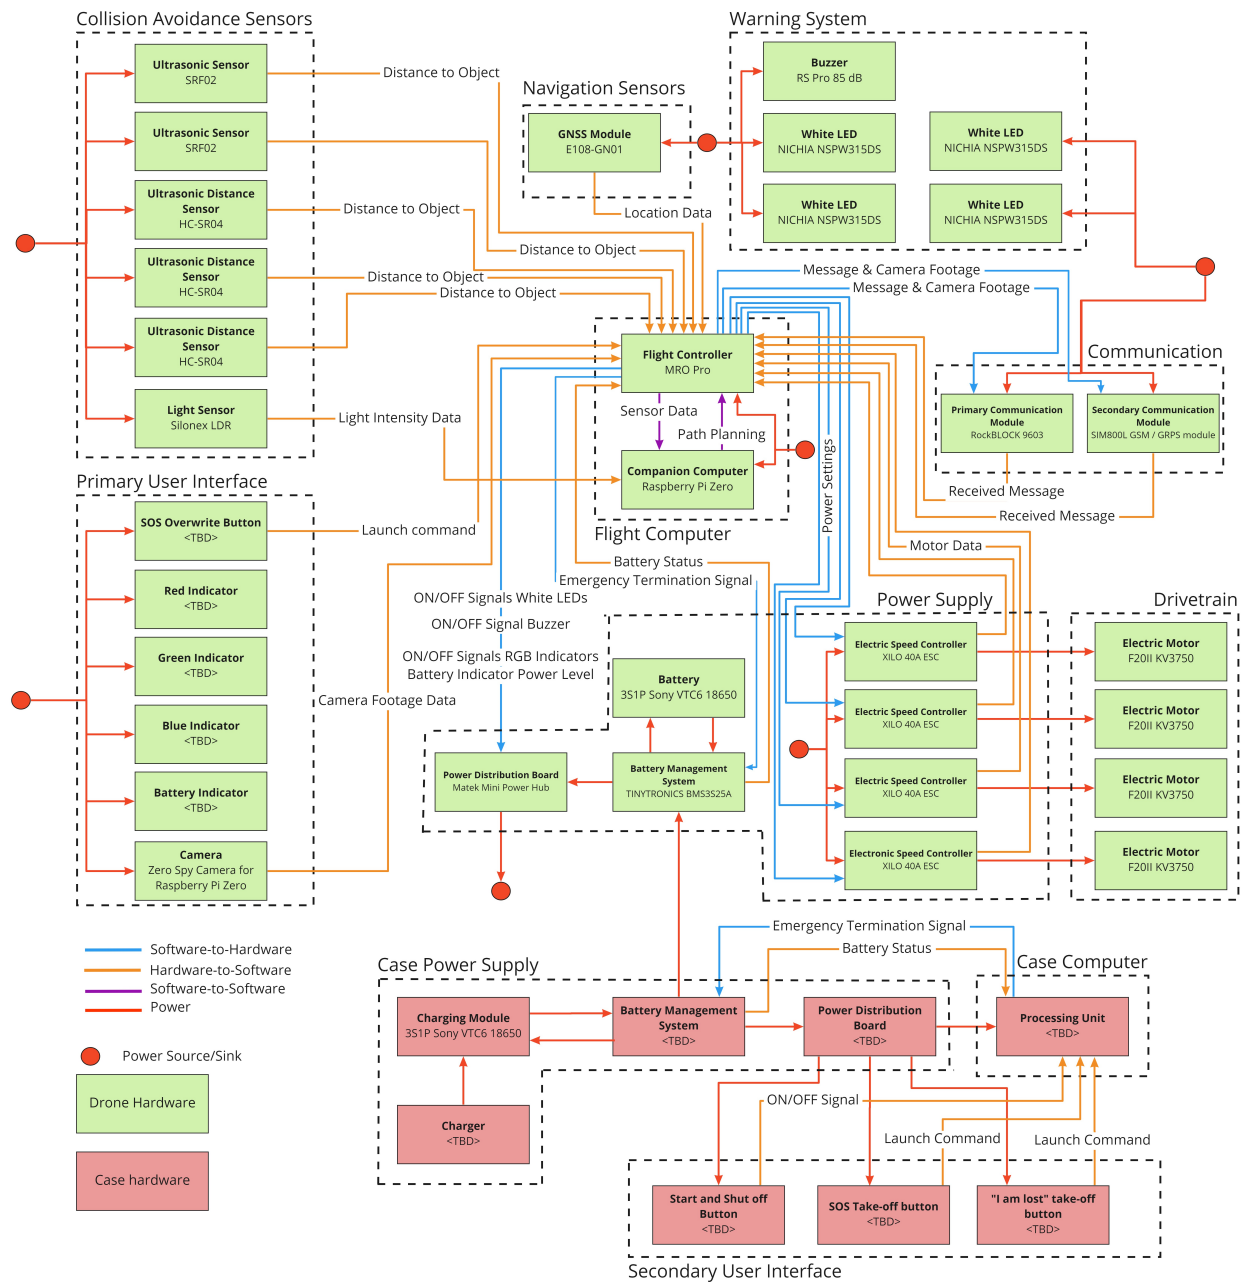 Collision Avoidance Sensors
Ultrasonic Sensor
SRF02
Ultrasonic Sensor
SRF02
Ultrasonic Distance
Sensor
HC-SR04
Ultrasonic Distance
Sensor
HC-SR04
Ultrasonic Distance
Sensor
HC-SR04
Light Sensor
Silonex LDR
Distance to Object
Distance to Object
Distance to Object
Distance to Object
Distance to Object
Light Intensity Data
Navigation Sensors
GNSS Module
E108-GN01
Location Data
Warning System
Buzzer
RS Pro 85 dB
White LED
NICHIA NSPW315DS
White LED
NICHIA NSPW315DS
White LED
NICHIA NSPW315DS
White LED
NICHIA NSPW315DS
Message & Camera Footage
Message & Camera Footage
Communication
Primary Communication
Module
RockBLOCK 9603
Secondary Communication
Module
SIM800L GSM / GRPS module
Received Message
Received Message
Flight Controller
MRO Pro
Sensor Data
Path Planning
Companion Computer
Raspberry Pi Zero
Flight Computer
Power Settings
Motor Data
Primary User Interface
SOS Overwrite Button
<TBD>
Red Indicator
<TBD>
Green Indicator
<TBD>
Blue Indicator
<TBD>
Battery Indicator
<TBD>
Camera
Zero Spy Camera for
Raspberry Pi Zero
Launch command
Camera Footage Data
Battery Status
Emergency Termination Signal
ON/OFF Signals White LEDs
ON/OFF Signal Buzzer
ON/OFF Signals RGB Indicators
Battery Indicator Power Level
Power Supply
Battery
3S1P Sony VTC6 18650
Power Distribution Board
Matek Mini Power Hub
Battery Management
System
TINYTRONICS BMS3S25A
Electric Speed Controller
XILO 40A ESC
Electric Speed Controller
XILO 40A ESC
Electric Speed Controller
XILO 40A ESC
Electronic Speed Controller
XILO 40A ESC
Drivetrain
Electric Motor
F20II KV3750
Electric Motor
F20II KV3750
Electric Motor
F20II KV3750
Electric Motor
F20II KV3750
Software-to-Hardware
Hardware-to-Software
Software-to-Software
Power
Power Source/Sink
Drone Hardware
Case hardware
Emergency Termination Signal
Battery Status
Case Power Supply
Charging Module
3S1P Sony VTC6 18650
Battery Management
System
<TBD>
Power Distribution
Board
<TBD>
Case Computer
Processing Unit
<TBD>
Charger
<TBD>
ON/OFF Signal
Launch Command
Launch Command
Start and Shut off
Button
<TBD>
SOS Take-off button
<TBD>
"I am lost" take-off
button
<TBD>
Secondary User Interface